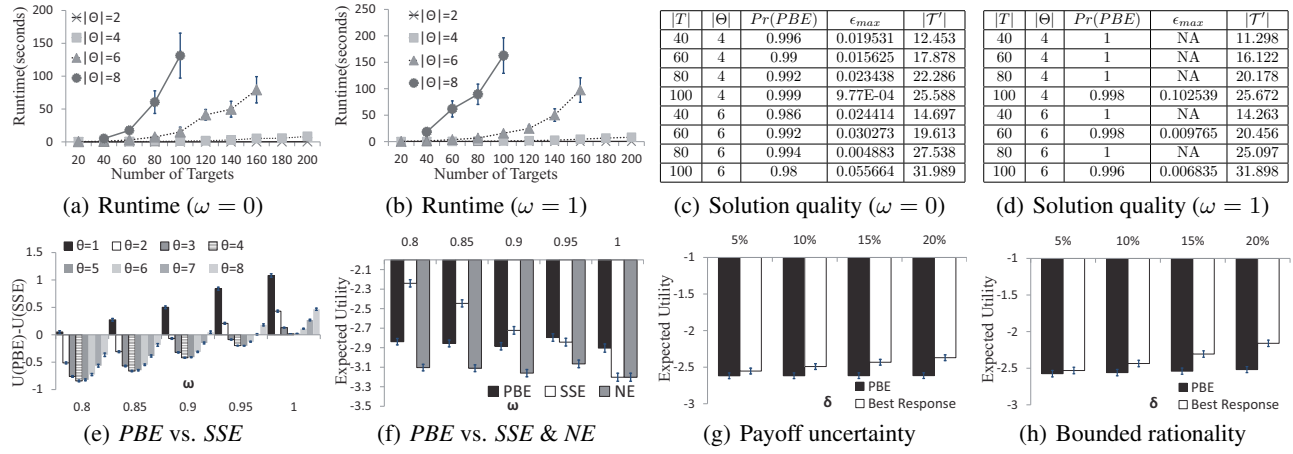 Runtime(seconds)
200
150
100
50
0
|Θ|=2
|Θ|=4
|Θ|=6
|Θ|=8
20 40 60 80 100 120 140 160 180 200
Number of Targets
(a) Runtime (ω = 0)
Runtime(seconds)
250
200
150
100
50
0
|Θ|=2
|Θ|=4
|Θ|=6
|Θ|=8
20 40 60 80 100 120 140 160 180 200
Number of Targets
(b) Runtime (ω = 1)
|T| |Θ| Pr(PBE) ϵmax |𝒯′|
40 4 0.996 0.019531 12.453
60 4 0.99 0.015625 17.878
80 4 0.992 0.023438 22.286
100 4 0.999 9.77E-04 25.588
40 6 0.986 0.024414 14.697
60 6 0.992 0.030273 19.613
80 6 0.994 0.004883 27.538
100 6 0.98 0.055664 31.989
(c) Solution quality (ω = 0)
|T| |Θ| Pr(PBE) ϵmax |𝒯′|
40 4 1 NA 11.298
60 4 1 NA 16.122
80 4 1 NA 20.178
100 4 0.998 0.102539 25.672
40 6 1 NA 14.263
60 6 0.998 0.009765 20.456
80 6 1 NA 25.097
100 6 0.996 0.006835 31.898
(d) Solution quality (ω = 1)
U(PBE)-U(SSE)
1.5
1
0.5
0
-0.5
-1
θ=1 θ=2 θ=3 θ=4
θ=5 θ=6 θ=7 θ=8
ω
0.8 0.85 0.9 0.95 1
(e) PBE vs. SSE
Expected Utility
0.8 0.85 0.9 0.95 1
-2.1
-2.3
-2.5
-2.7
-2.9
-3.1
-3.3
-3.5
PBE SSE NE
ω
(f) PBE vs. SSE & NE
Expected Utility
5% 10% 15% 20%
-1
-1.5
-2
-2.5
-3
PBE
δ
Best Response
(g) Payoff uncertainty
Expected Utility
5% 10% 15% 20%
-1
-1.5
-2
-2.5
-3
PBE
δ
Best Response
(h) Bounded rationality